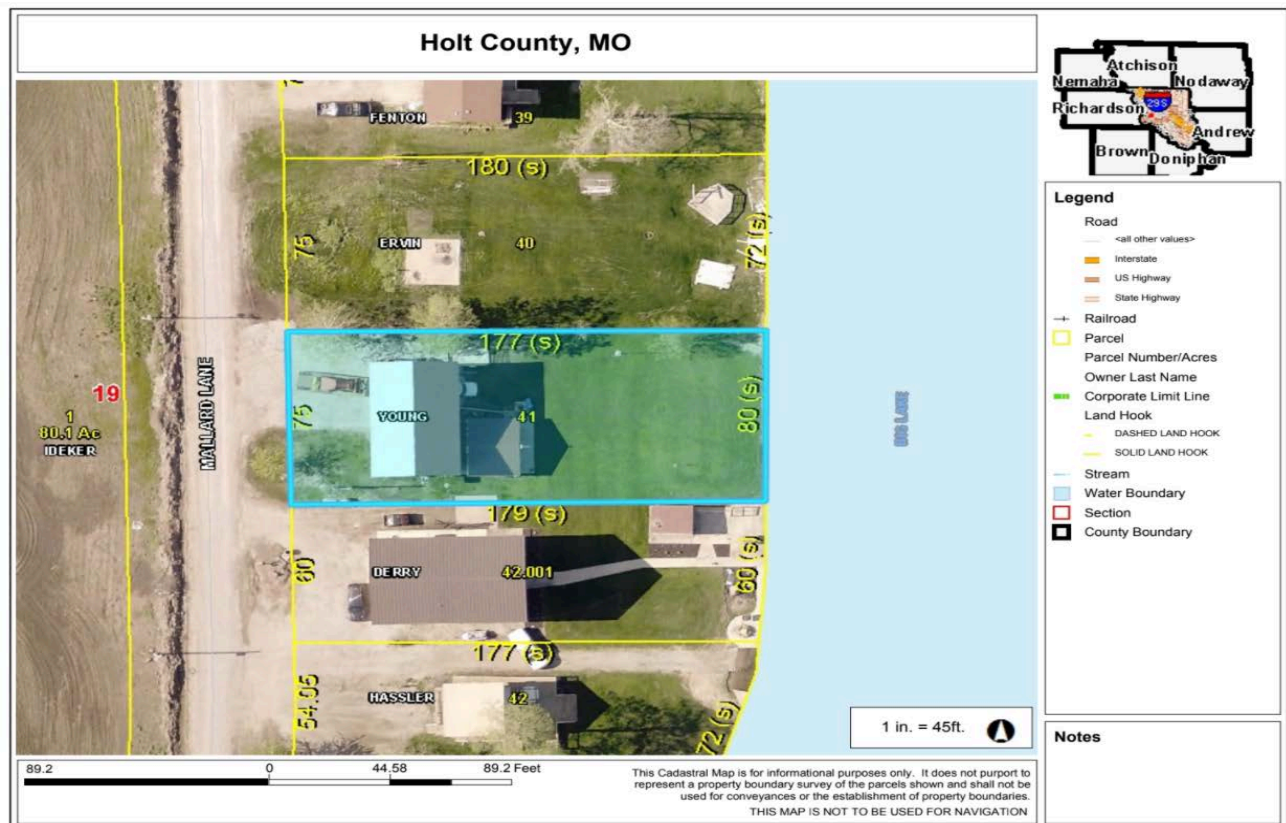 Holt County, MO
FENTON
39
180 (s)
75
ERVIN
40
72 (s)
177 (s)
75
YOUNG
41
80 (s)
MALLARD LANE
19
1
80.1 Ac
IDEKER
BIG LAKE
179 (s)
60
DERRY
42.001
60 (s)
177 (s)
54.05
HASSLER
42
72 (s)
1 in. = 45ft.
89.2 0 44.58 89.2 Feet
This Cadastral Map is for informational purposes only. It does not purport to
represent a property boundary survey of the parcels shown and shall not be
used for conveyances or the establishment of property boundaries.
THIS MAP IS NOT TO BE USED FOR NAVIGATION
Atchison
Nemaha
Nodaway
Richardson
29S
Andrew
Brown
Doniphan
Legend
Road
<all other values>
Interstate
US Highway
State Highway
Railroad
Parcel
Parcel Number/Acres
Owner Last Name
Corporate Limit Line
Land Hook
DASHED LAND HOOK
SOLID LAND HOOK
Stream
Water Boundary
Section
County Boundary
Notes